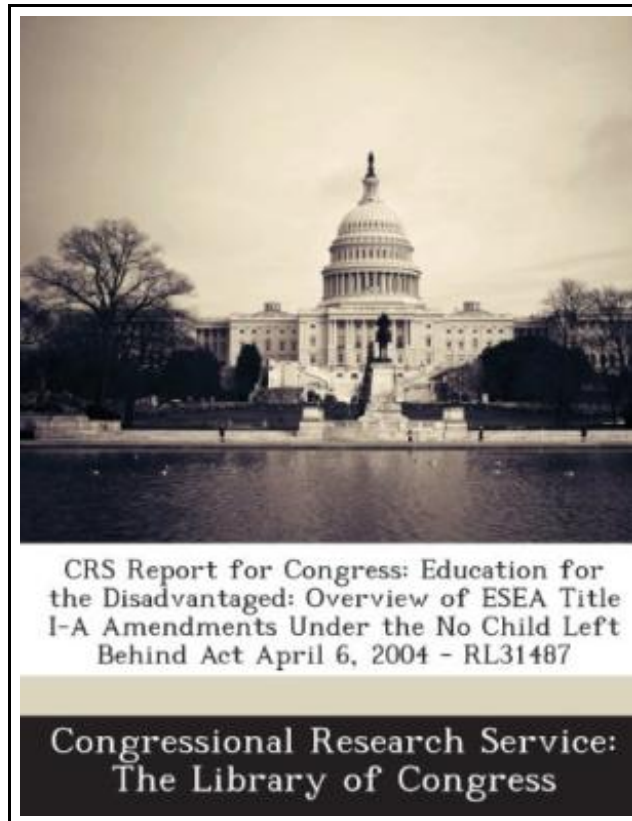 CRS Report for Congress: Education for
the Disadvantaged: Overview of ESEA Title
I-A Amendments Under the No Child Left
Behind Act April 6, 2004 - RL31487
Congressional Research Service:
The Library of Congress